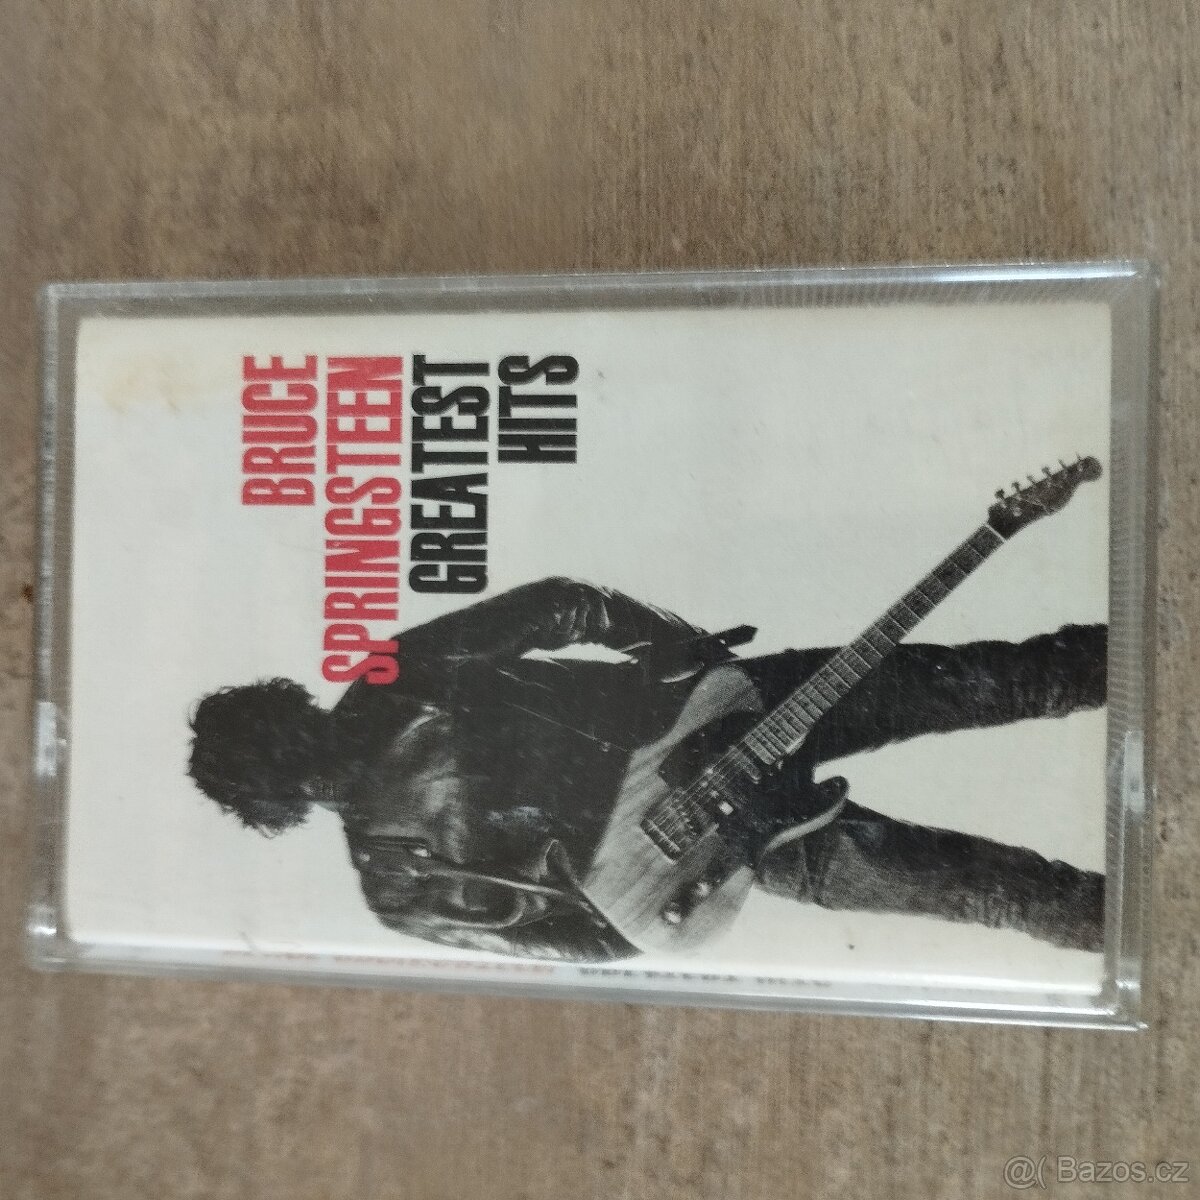 BRUCE
SPRINGSTEEN
GREATEST
HITS
@( Bazos.cz